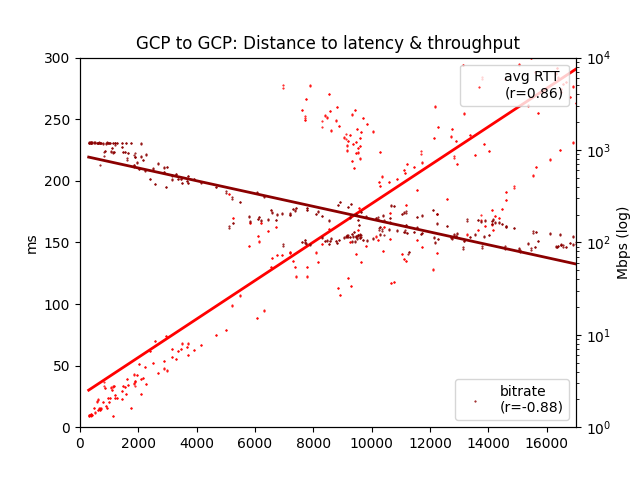 GCP to GCP: Distance to latency & throughput
300
250
200
150
100
50
0
ms
0 2000 4000 6000 8000 10000 12000 14000 16000
10^4
10^3
10^2
10^1
10^0
Mbps (log)
avg RTT
(r=0.86)
bitrate
(r=-0.88)